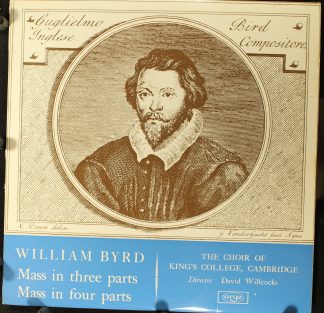 Guglielmo Bird
Inglese Compositore
N. Haym delin.
G. Vandergucht fecit Aqua
WILLIAM BYRD
Mass in three parts
Mass in four parts
THE CHOIR OF
KING'S COLLEGE, CAMBRIDGE
Director David Willcocks
argo